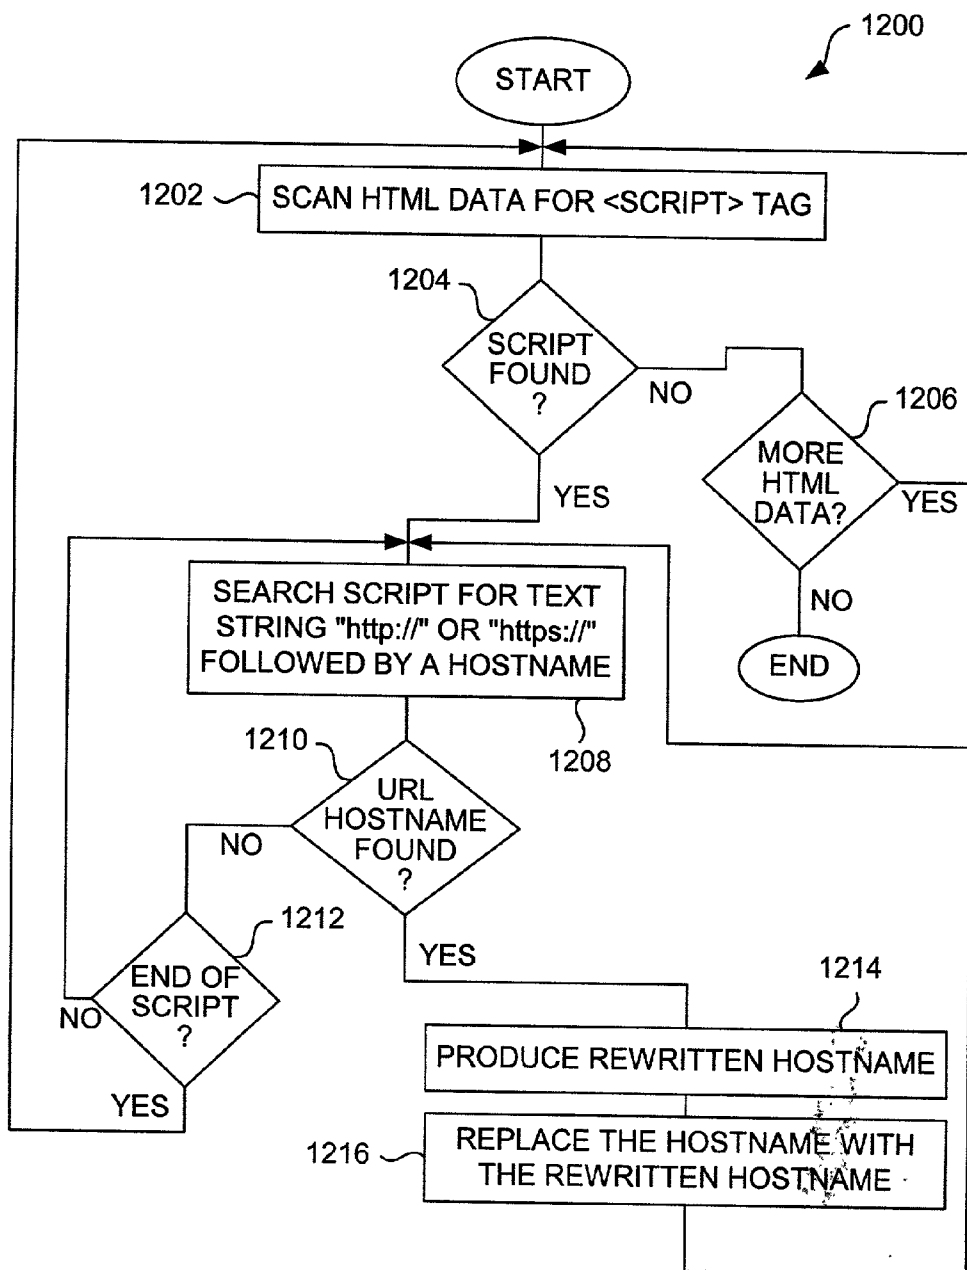 1200
START
1202
SCAN HTML DATA FOR <SCRIPT> TAG
1204
SCRIPT
FOUND
?
NO
1206
MORE
HTML
DATA?
YES
YES
NO
END
SEARCH SCRIPT FOR TEXT
STRING "http://" OR "https://"
FOLLOWED BY A HOSTNAME
1208
1210
URL
HOSTNAME
FOUND
?
NO
1212
END OF
SCRIPT
?
NO
YES
YES
1214
PRODUCE REWRITTEN HOSTNAME
1216
REPLACE THE HOSTNAME WITH
THE REWRITTEN HOSTNAME